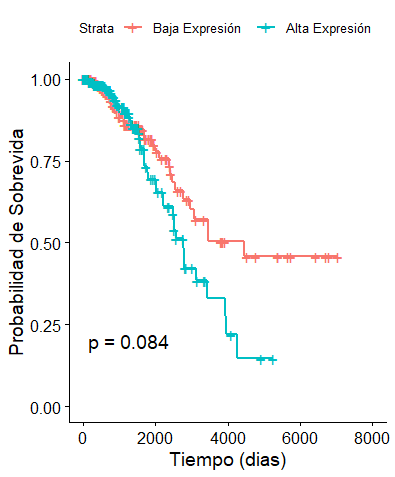 Strata Baja Expresión Alta Expresión
1.00
0.75
0.50
0.25
0.00
Probabilidad de Sobrevida
p = 0.084
0 2000 4000 6000 8000
Tiempo (dias)